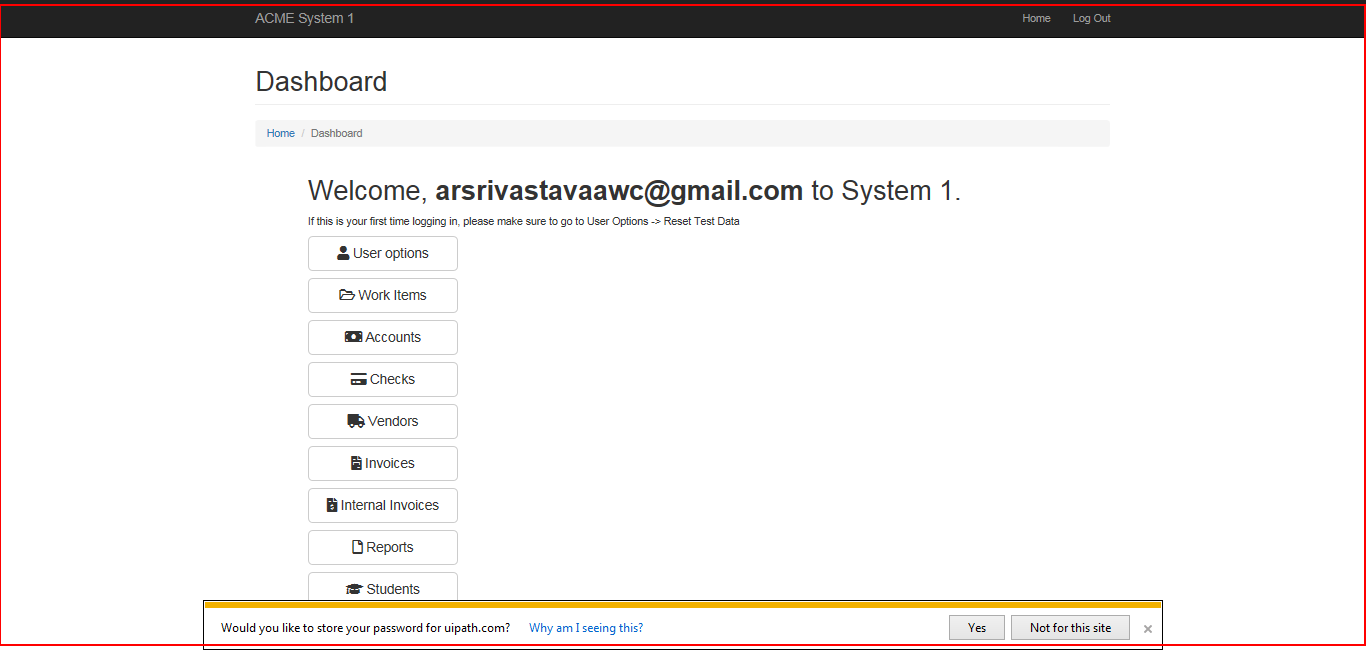 ACME System 1 Home Log Out
Dashboard
Home / Dashboard
Welcome, arsrivastavaawc@gmail.com to System 1.
If this is your first time logging in, please make sure to go to User Options -> Reset Test Data
User options
Work Items
Accounts
Checks
Vendors
Invoices
Internal Invoices
Reports
Students
Would you like to store your password for uipath.com? Why am I seeing this? Yes Not for this site ×